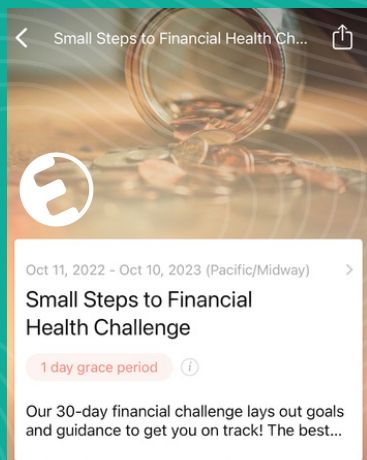 Small Steps to Financial Health Ch...
Oct 11, 2022 - Oct 10, 2023 (Pacific/Midway)
Small Steps to Financial
Health Challenge
1 day grace period
Our 30-day financial challenge lays out goals
and guidance to get you on track! The best...